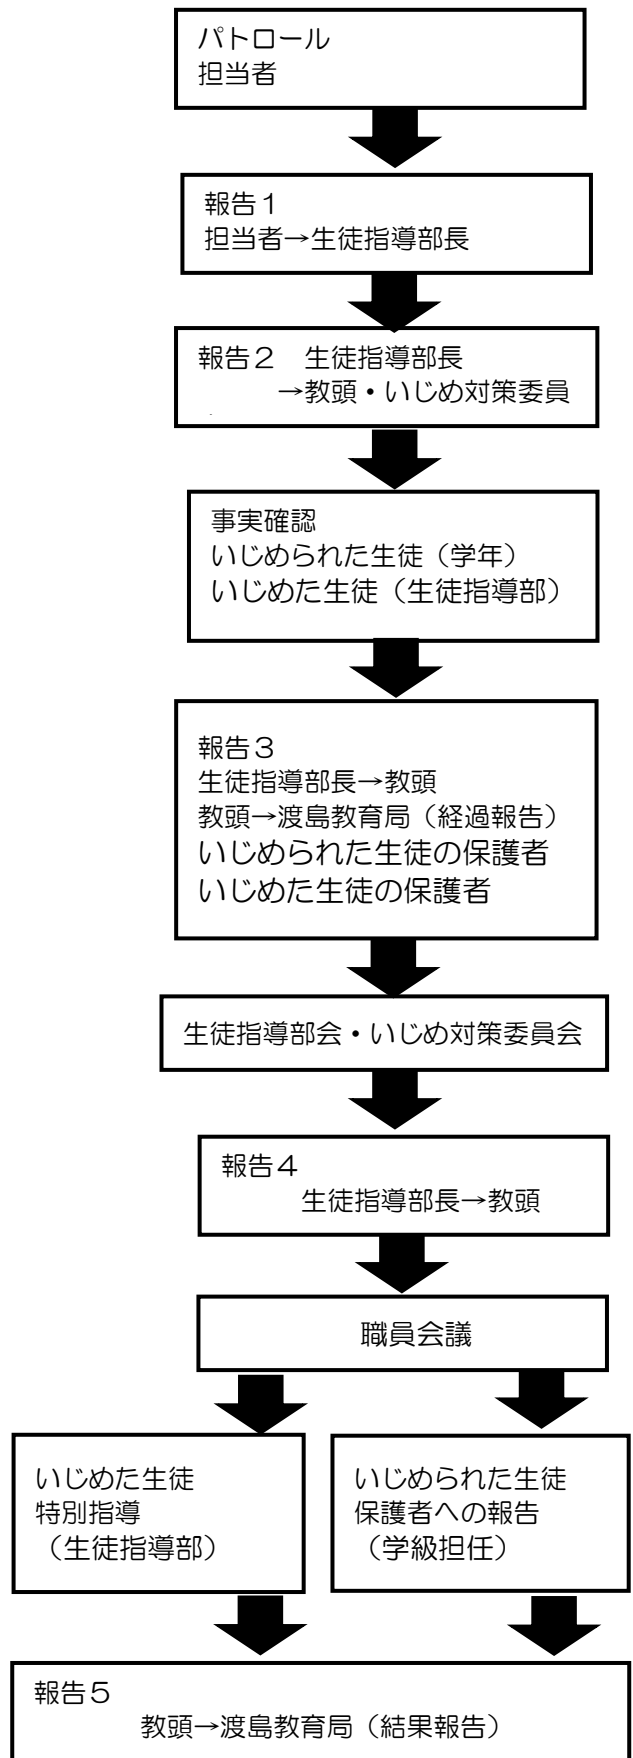 パトロール
担当者
報告１
担当者→生徒指導部長
報告２　生徒指導部長
→教頭・いじめ対策委員
事実確認
いじめられた生徒（学年）
いじめた生徒（生徒指導部）
報告３
生徒指導部長→教頭
教頭→渡島教育局（経過報告）
いじめられた生徒の保護者
いじめた生徒の保護者
生徒指導部会・いじめ対策委員会
報告４
生徒指導部長→教頭
職員会議
いじめた生徒
特別指導
（生徒指導部）
いじめられた生徒
保護者への報告
（学級担任）
報告５
教頭→渡島教育局（結果報告）